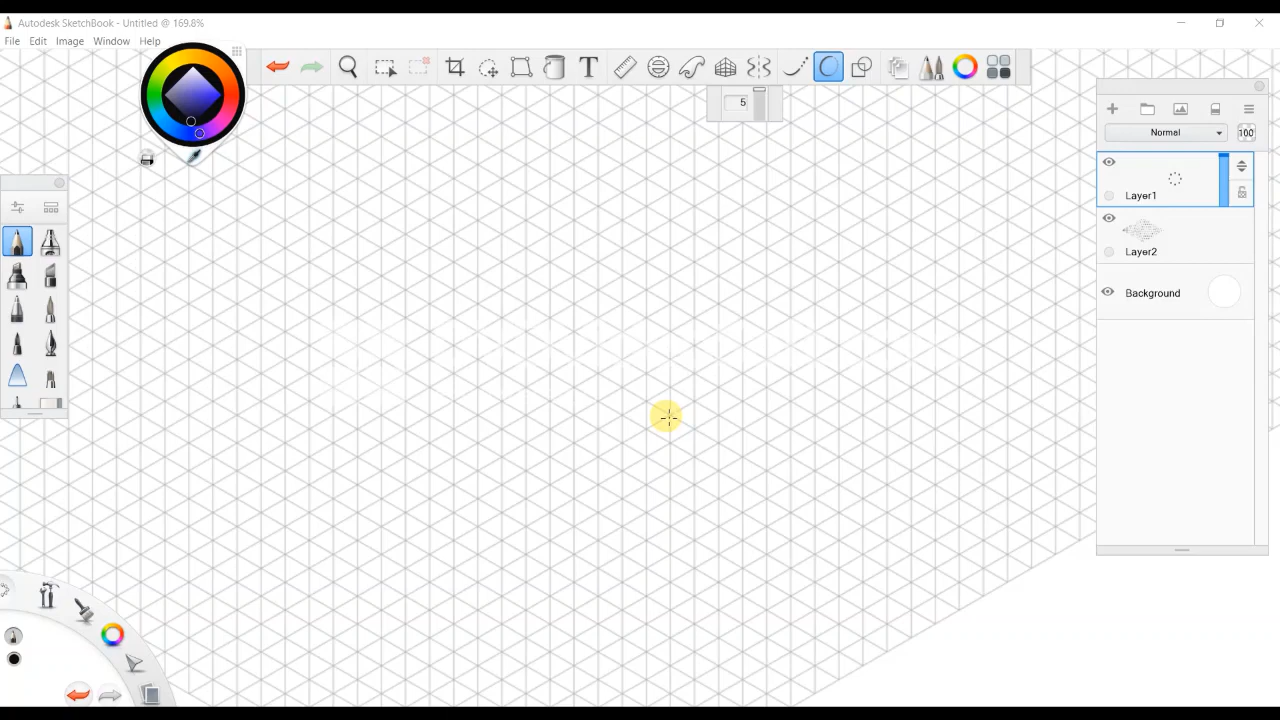 Autodesk SketchBook - Untitled @ 169.8%
File Edit Image Window Help
T
5
Normal
100
Layer1
Layer2
Background